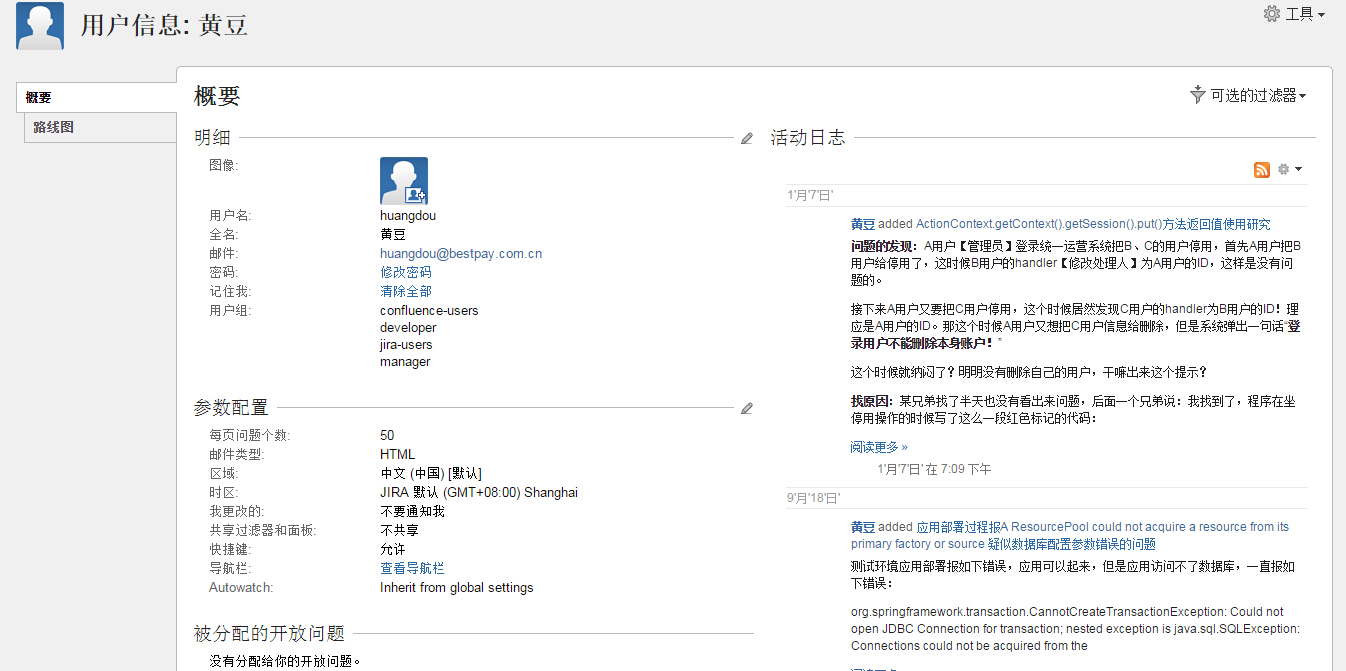 用户信息: 黄豆
工具
概要
路线图
概要
可选的过滤器
明细
图像:
用户名: huangdou
全名: 黄豆
邮件: huangdou@bestpay.com.cn
密码: 修改密码
记住我: 清除全部
用户组: confluence-users
developer
jira-users
manager
参数配置
每页问题个数: 50
邮件类型: HTML
区域: 中文 (中国) [默认]
时区: JIRA 默认 (GMT+08:00) Shanghai
我更改的: 不要通知我
共享过滤器和面板: 不共享
快捷键: 允许
导航栏: 查看导航栏
Autowatch: Inherit from global settings
被分配的开放问题
没有分配给你的开放问题。
活动日志
1'月'7'日'
黄豆 added ActionContext.getContext().getSession().put()方法返回值使用研究
问题的发现：A用户【管理员】登录统一运营系统把B、C的用户停用，首先A用户把B
用户给停用了，这时候B用户的handler【修改处理人】为A用户的ID，这样是没有问
题的。
接下来A用户又要把C用户停用，这个时候居然发现C用户的handler为B用户的ID！理
应是A用户的ID。那这个时候A用户又想把C用户信息给删除，但是系统弹出一句话“登
录用户不能删除本身账户！”
这个时候就纳闷了？明明没有删除自己的用户，干嘛出来这个提示？
找原因：某兄弟找了半天也没有看出来问题，后面一个兄弟说：我找到了，程序在坐
停用操作的时候写了这么一段红色标记的代码：
阅读更多 »
1'月'7'日' 在 7:09 下午
9'月'18'日'
黄豆 added 应用部署过程报A ResourcePool could not acquire a resource from its
primary factory or source 疑似数据库配置参数错误的问题
测试环境应用部署报如下错误，应用可以起来，但是应用访问不了数据库，一直报如
下错误：
org.springframework.transaction.CannotCreateTransactionException: Could not
open JDBC Connection for transaction; nested exception is java.sql.SQLException:
Connections could not be acquired from the